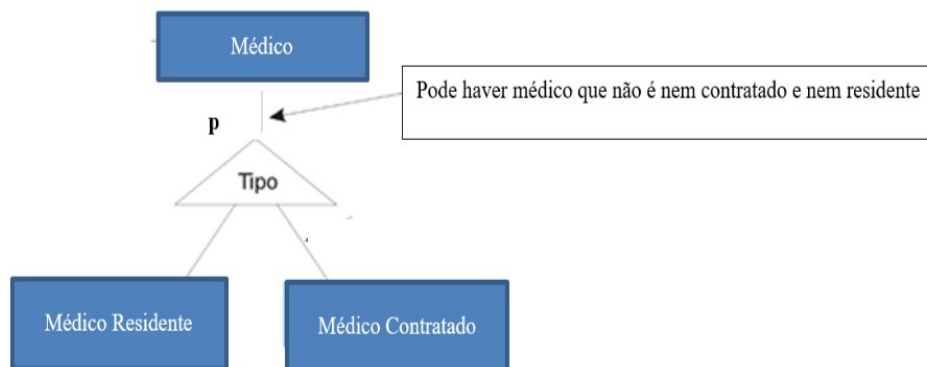 Médico
Pode haver médico que não é nem contratado e nem residente
p
Tipo
Médico Residente
Médico Contratado